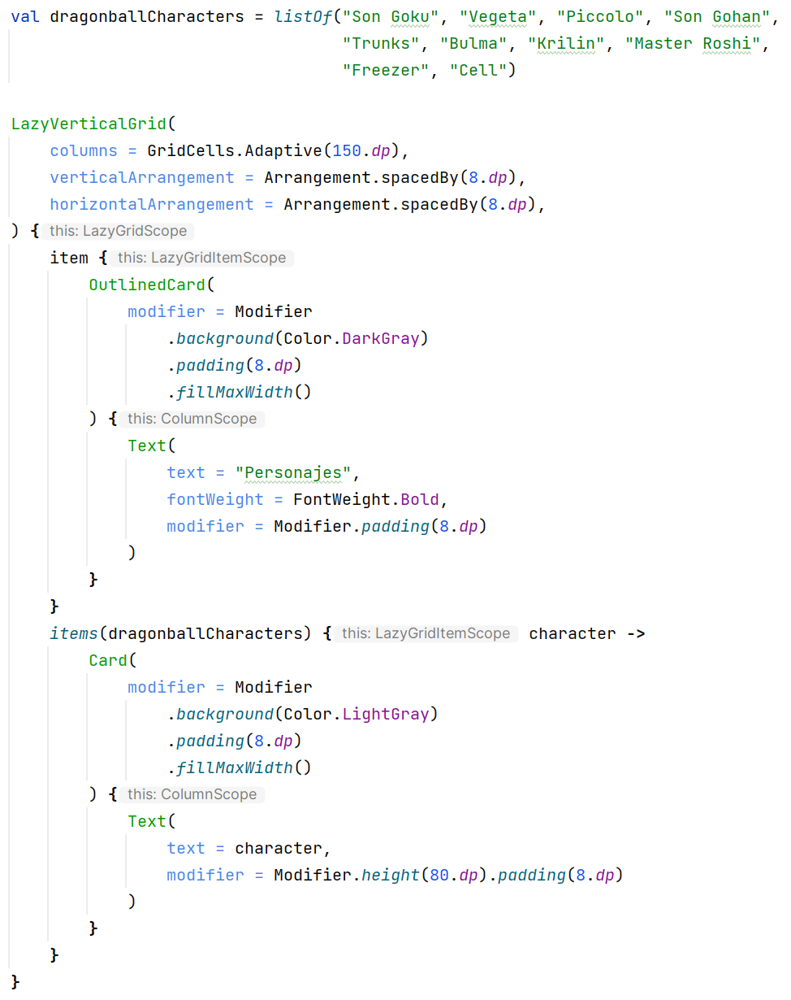 val dragonballCharacters = listOf("Son Goku", "Vegeta", "Piccolo", "Son Gohan",
                                  "Trunks", "Bulma", "Krilin", "Master Roshi",
                                  "Freezer", "Cell")

LazyVerticalGrid(
    columns = GridCells.Adaptive(150.dp),
    verticalArrangement = Arrangement.spacedBy(8.dp),
    horizontalArrangement = Arrangement.spacedBy(8.dp),
) { this: LazyGridScope
    item { this: LazyGridItemScope
        OutlinedCard(
            modifier = Modifier
                .background(Color.DarkGray)
                .padding(8.dp)
                .fillMaxWidth()
        ) { this: ColumnScope
            Text(
                text = "Personajes",
                fontWeight = FontWeight.Bold,
                modifier = Modifier.padding(8.dp)
            )
        }
    }
    items(dragonballCharacters) { this: LazyGridItemScope character ->
        Card(
            modifier = Modifier
                .background(Color.LightGray)
                .padding(8.dp)
                .fillMaxWidth()
        ) { this: ColumnScope
            Text(
                text = character,
                modifier = Modifier.height(80.dp).padding(8.dp)
            )
        }
    }
}